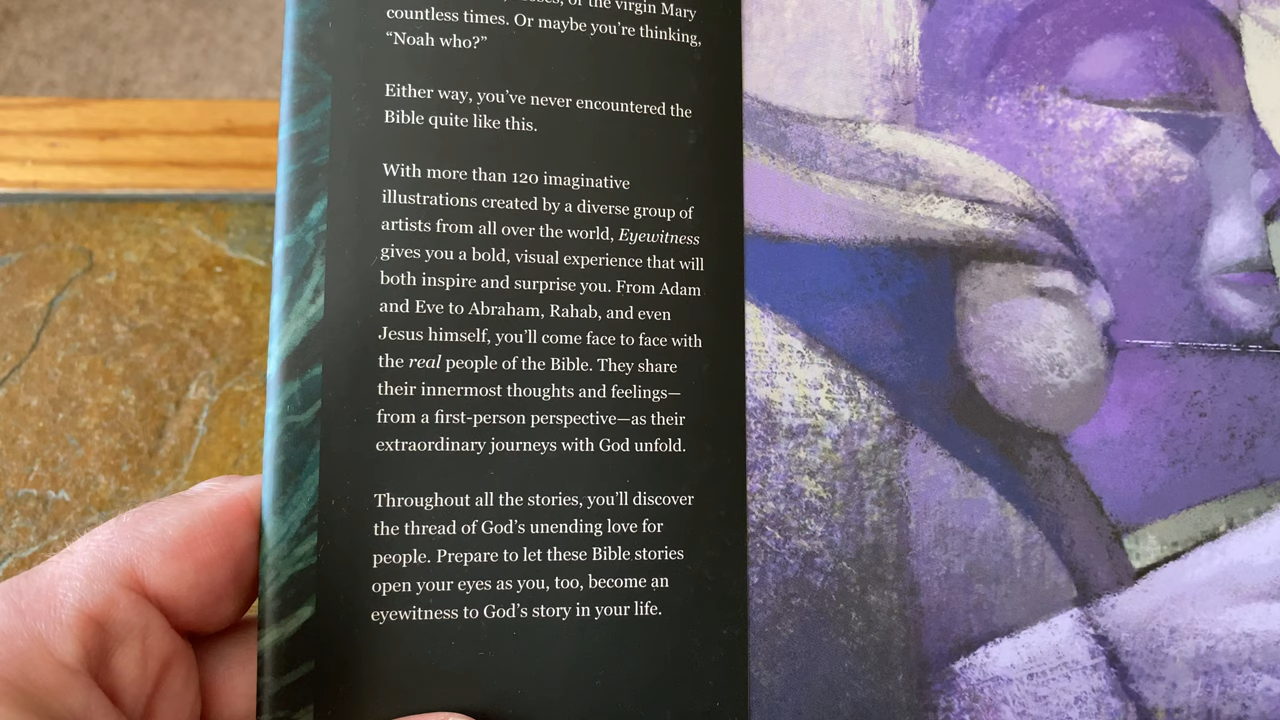 the virgin Mary
countless times. Or maybe you’re thinking,
“Noah who?”
Either way, you’ve never encountered the
Bible quite like this.
With more than 120 imaginative
illustrations created by a diverse group of
artists from all over the world, Eyewitness
gives you a bold, visual experience that will
both inspire and surprise you. From Adam
and Eve to Abraham, Rahab, and even
Jesus himself, you’ll come face to face with
the real people of the Bible. They share
their innermost thoughts and feelings—
from a first-person perspective—as their
extraordinary journeys with God unfold.
Throughout all the stories, you’ll discover
the thread of God’s unending love for
people. Prepare to let these Bible stories
open your eyes as you, too, become an
eyewitness to God’s story in your life.